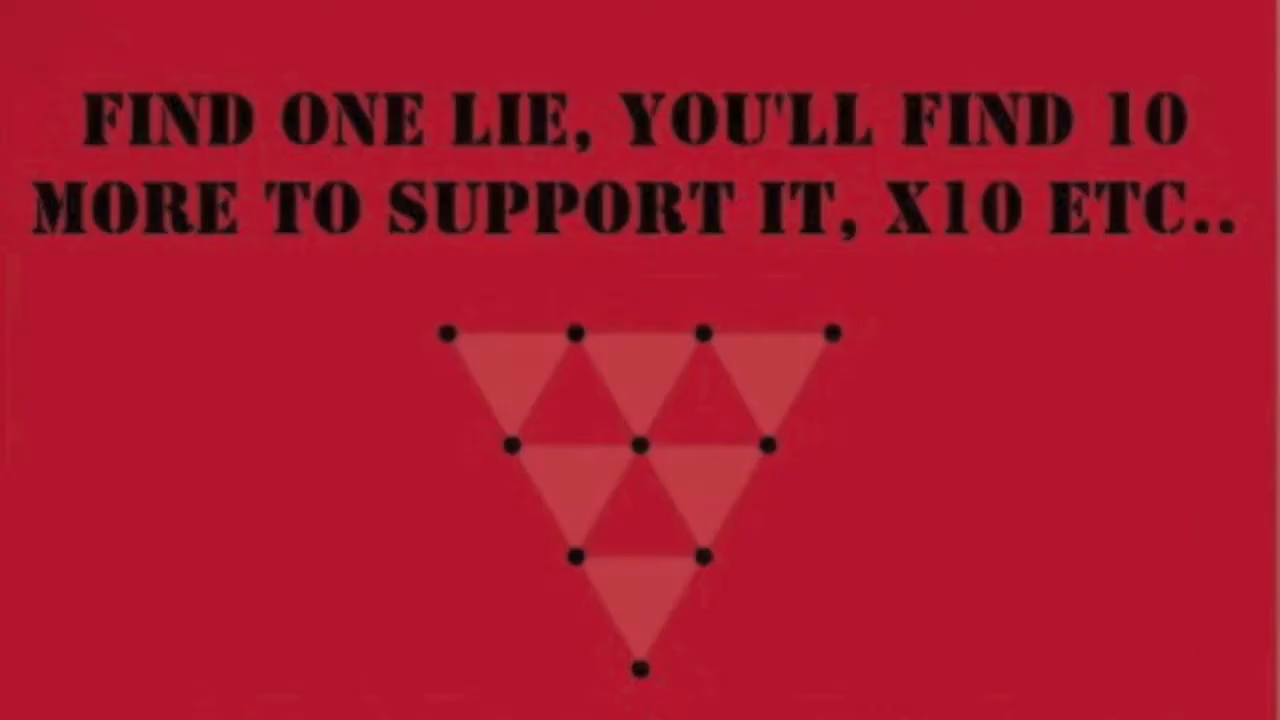 FIND ONE LIE, YOU'LL FIND 10
MORE TO SUPPORT IT, X10 ETC..